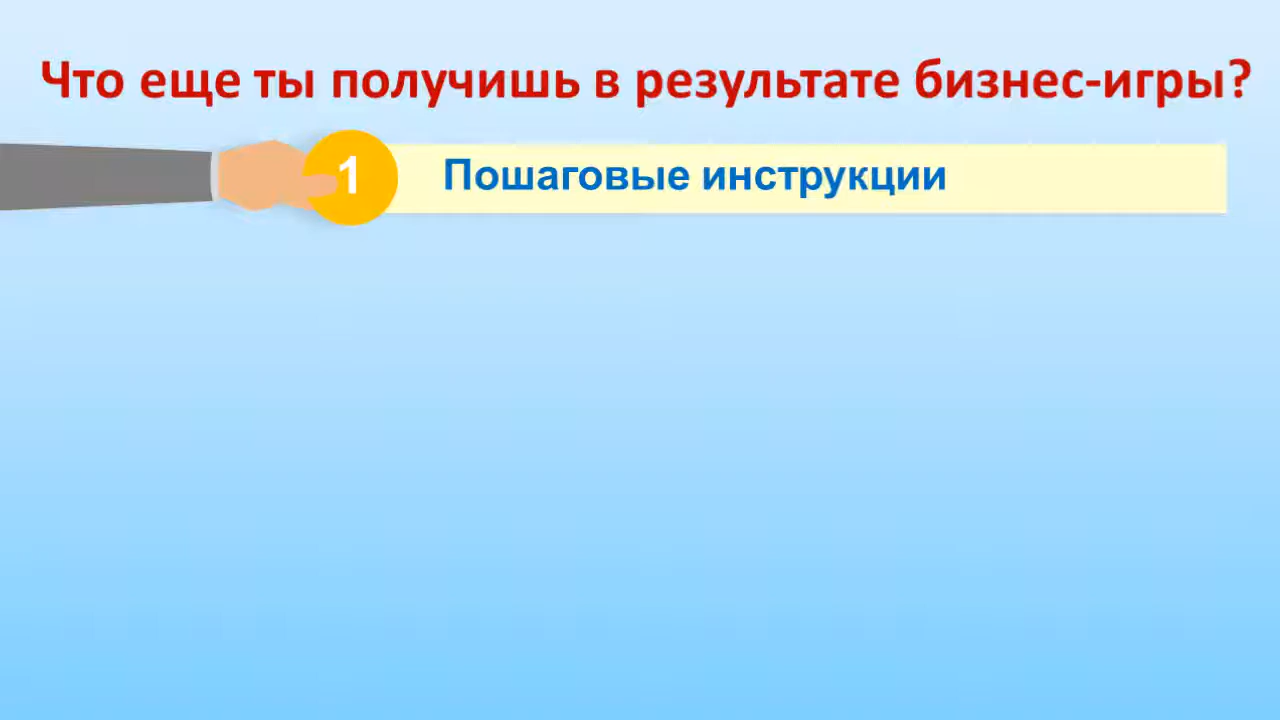 Что еще ты получишь в результате бизнес-игры?
1 Пошаговые инструкции